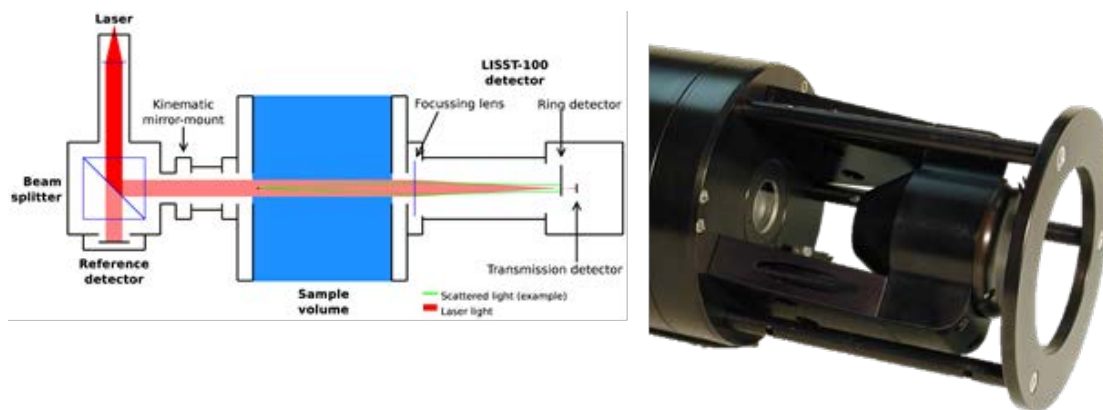 Laser
LISST-100
detector
Kinematic
mirror-mount
Focussing lens
Ring detector
Beam
splitter
Reference
detector
Transmission detector
Sample
volume
Scattered light (example)
Laser light